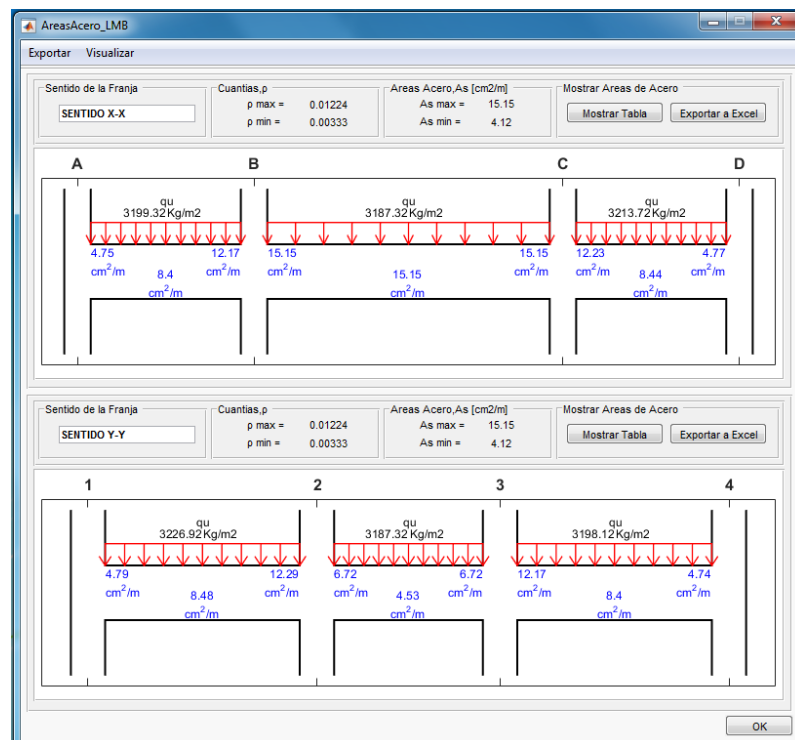 AreasAcero_LMB
Exportar Visualizar
Sentido de la Franja
SENTIDO X-X
Cuantias,ρ
ρ max = 0.01224
ρ min = 0.00333
Areas Acero,As [cm2/m]
As max = 15.15
As min = 4.12
Mostrar Areas de Acero
Mostrar Tabla Exportar a Excel
A B C D
qu qu qu
3199.32Kg/m2 3187.32Kg/m2 3213.72Kg/m2
4.75 12.17 15.15 15.15 12.23 4.77
cm²/m 8.4 cm²/m cm²/m 15.15 cm²/m cm²/m 8.44 cm²/m
cm²/m cm²/m cm²/m
Sentido de la Franja
SENTIDO Y-Y
Cuantias,ρ
ρ max = 0.01224
ρ min = 0.00333
Areas Acero,As [cm2/m]
As max = 15.15
As min = 4.12
Mostrar Areas de Acero
Mostrar Tabla Exportar a Excel
1 2 3 4
qu qu qu
3226.92Kg/m2 3187.32Kg/m2 3198.12Kg/m2
4.79 12.29 6.72 6.72 12.17 4.74
cm²/m 8.48 cm²/m cm²/m 4.53 cm²/m cm²/m 8.4 cm²/m
cm²/m cm²/m cm²/m
OK